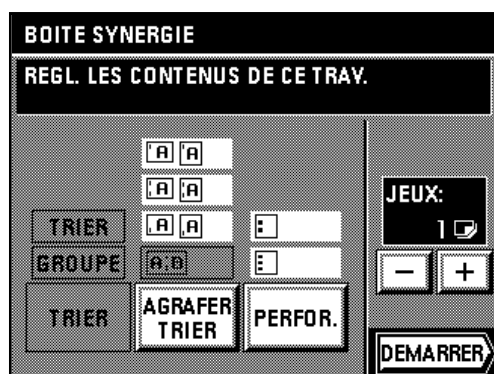 BOITE SYNERGIE
REGL. LES CONTENUS DE CE TRAV.
A A
A A
TRIER A A
GROUPE A B
TRIER
AGRAFER
TRIER
PERFOR.
JEUX:
1
- +
DEMARRER